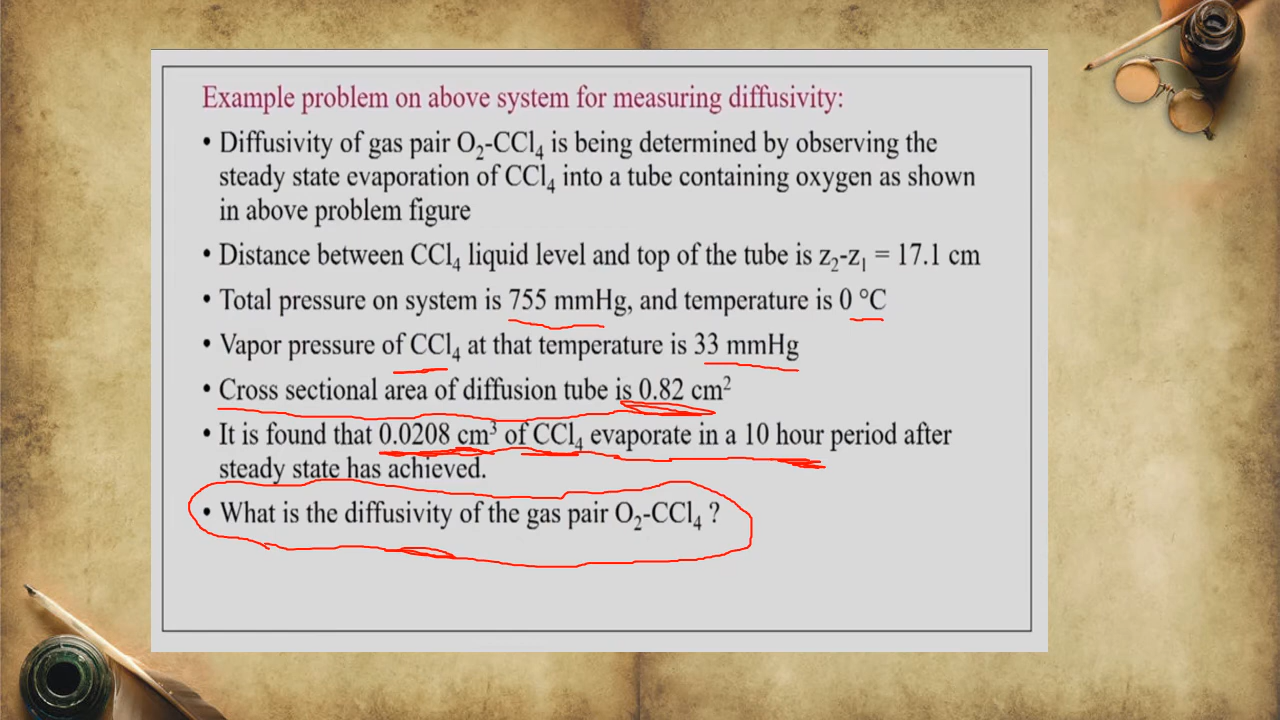 Example problem on above system for measuring diffusivity:
• Diffusivity of gas pair O₂-CCl₄ is being determined by observing the
steady state evaporation of CCl₄ into a tube containing oxygen as shown
in above problem figure
• Distance between CCl₄ liquid level and top of the tube is z₂-z₁ = 17.1 cm
• Total pressure on system is 755 mmHg, and temperature is 0 °C
• Vapor pressure of CCl₄ at that temperature is 33 mmHg
• Cross sectional area of diffusion tube is 0.82 cm²
• It is found that 0.0208 cm³ of CCl₄ evaporate in a 10 hour period after
steady state has achieved.
• What is the diffusivity of the gas pair O₂-CCl₄ ?